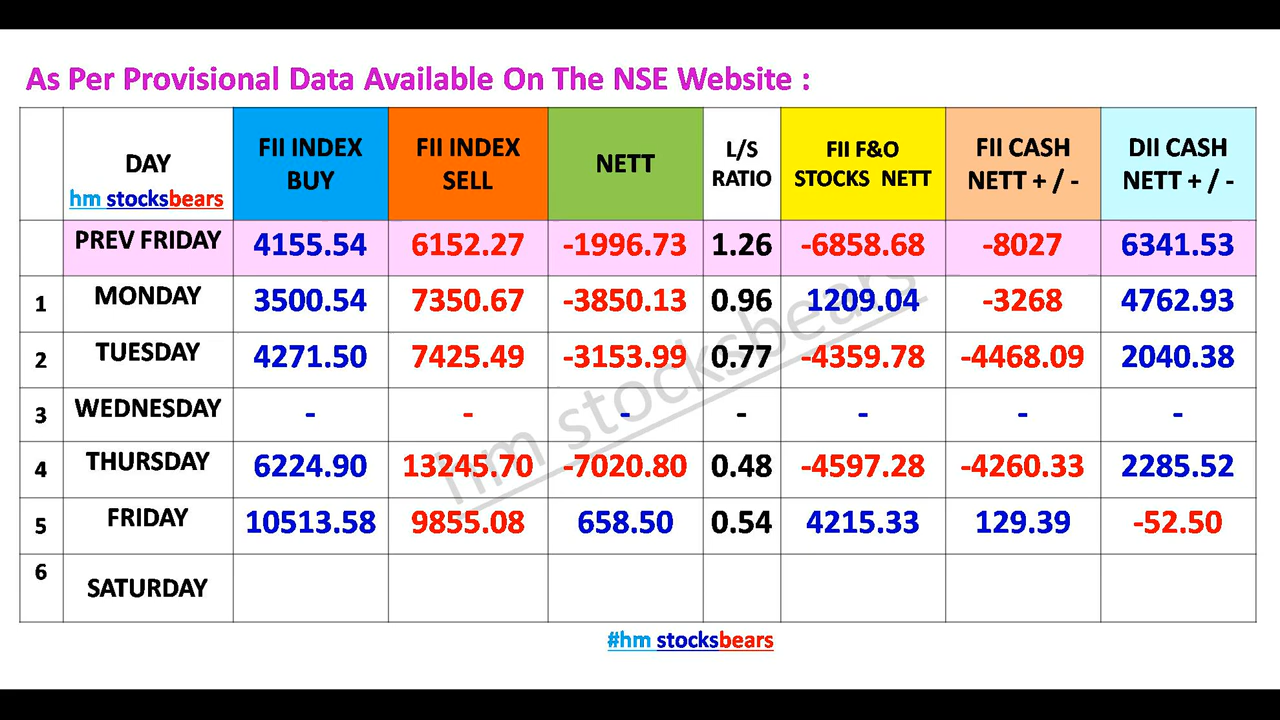 As Per Provisional Data Available On The NSE Website :
DAY hm stocksbears | FII INDEX BUY | FII INDEX SELL | NETT | L/S RATIO | FII F&O STOCKS NETT | FII CASH NETT + / - | DII CASH NETT + / -
PREV FRIDAY 4155.54 6152.27 -1996.73 1.26 -6858.68 -8027 6341.53
1 MONDAY 3500.54 7350.67 -3850.13 0.96 1209.04 -3268 4762.93
2 TUESDAY 4271.50 7425.49 -3153.99 0.77 -4359.78 -4468.09 2040.38
3 WEDNESDAY - - - - - - -
4 THURSDAY 6224.90 13245.70 -7020.80 0.48 -4597.28 -4260.33 2285.52
5 FRIDAY 10513.58 9855.08 658.50 0.54 4215.33 129.39 -52.50
6 SATURDAY
hm stocksbears
#hm stocksbears